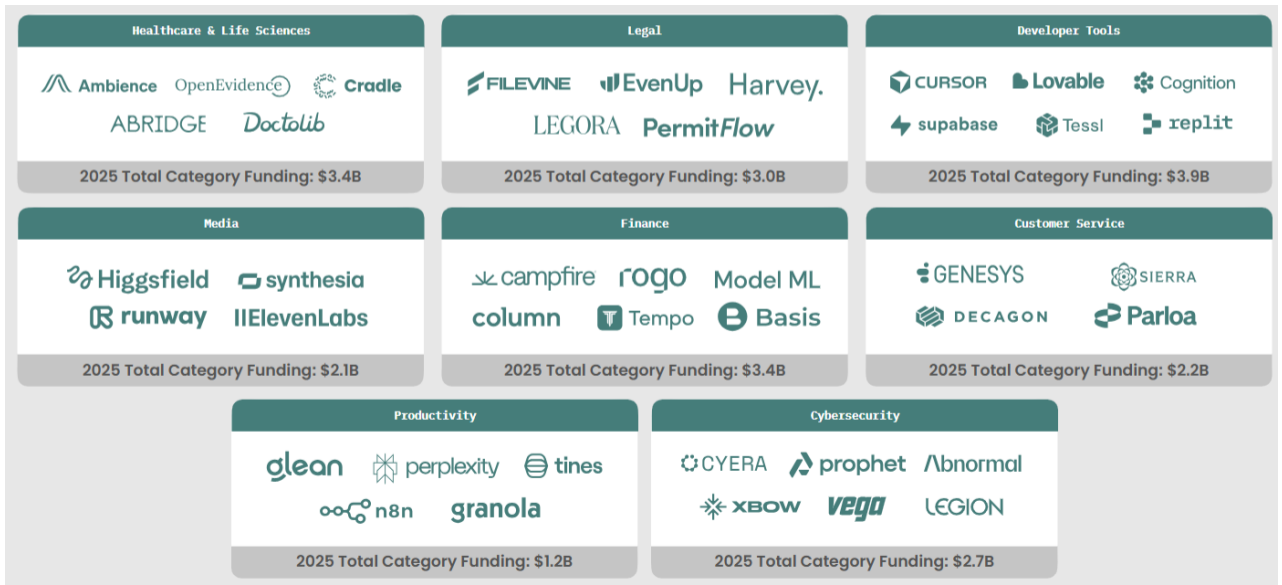 Healthcare & Life Sciences
Ambience OpenEvidence Cradle
ABRIDGE Doctolib
2025 Total Category Funding: $3.4B
Legal
FILEVINE EvenUp Harvey.
LEGORA PermitFlow
2025 Total Category Funding: $3.0B
Developer Tools
CURSOR Lovable Cognition
supabase Tessl replit
2025 Total Category Funding: $3.9B
Media
Higgsfield synthesia
runway IIElevenLabs
2025 Total Category Funding: $2.1B
Finance
campfire rogo Model ML
column Tempo Basis
2025 Total Category Funding: $3.4B
Customer Service
GENESYS SIERRA
DECAGON Parloa
2025 Total Category Funding: $2.2B
Productivity
glean perplexity tines
n8n granola
2025 Total Category Funding: $1.2B
Cybersecurity
CYERA prophet Abnormal
XBOW vega LEGION
2025 Total Category Funding: $2.7B